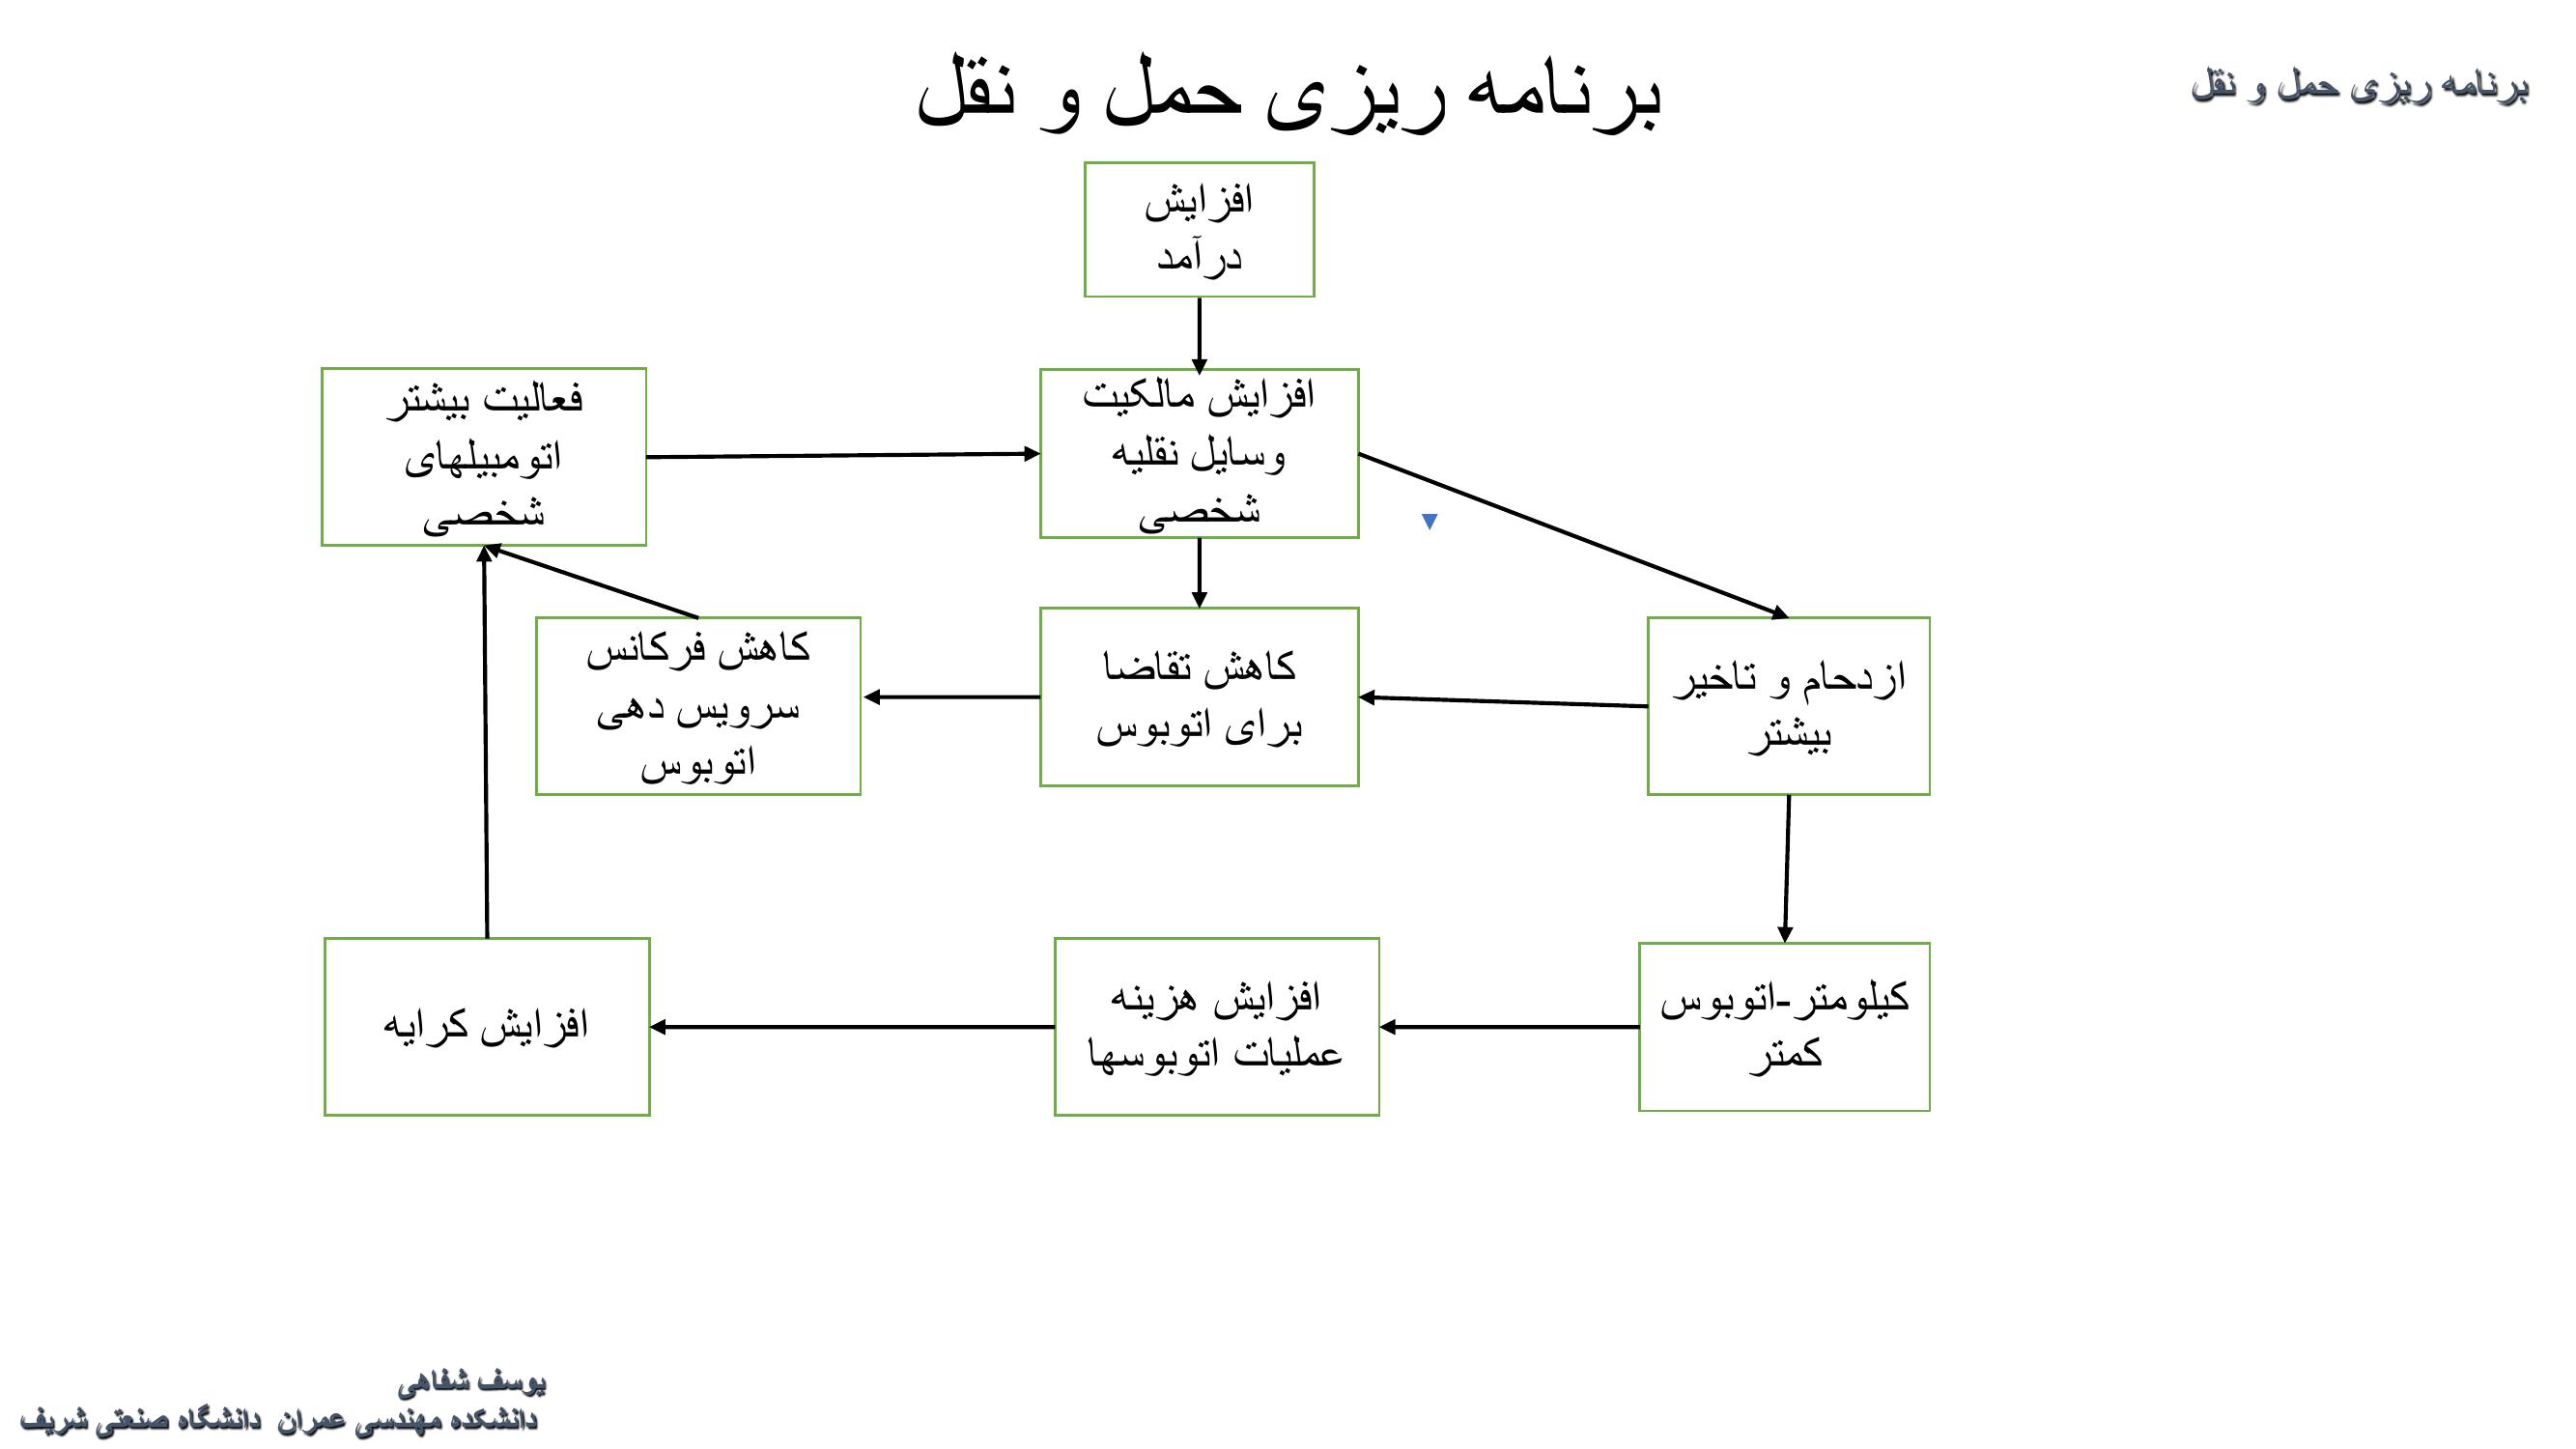 برنامه ریزی حمل و نقل
برنامه ریزی حمل و نقل
افزایش
درآمد
افزایش مالکیت
وسایل نقلیه
شخصی
فعالیت بیشتر
اتومبیلهای
شخصی
ازدحام و تاخیر
بیشتر
کاهش تقاضا
برای اتوبوس
کاهش فرکانس
سرویس دهی
اتوبوس
کیلومتر-اتوبوس
کمتر
افزایش هزینه
عملیات اتوبوسها
افزایش کرایه
یوسف شفاهی
دانشکده مهندسی عمران دانشگاه صنعتی شریف